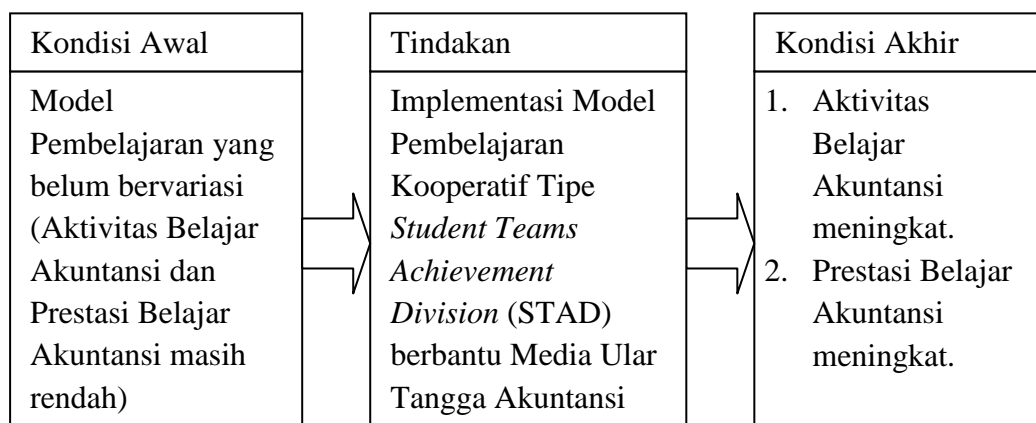 Kondisi Awal
Model
Pembelajaran yang
belum bervariasi
(Aktivitas Belajar
Akuntansi dan
Prestasi Belajar
Akuntansi masih
rendah)
Tindakan
Implementasi Model
Pembelajaran
Kooperatif Tipe
Student Teams
Achievement
Division (STAD)
berbantu Media Ular
Tangga Akuntansi
Kondisi Akhir
1. Aktivitas
Belajar
Akuntansi
meningkat.
2. Prestasi Belajar
Akuntansi
meningkat.